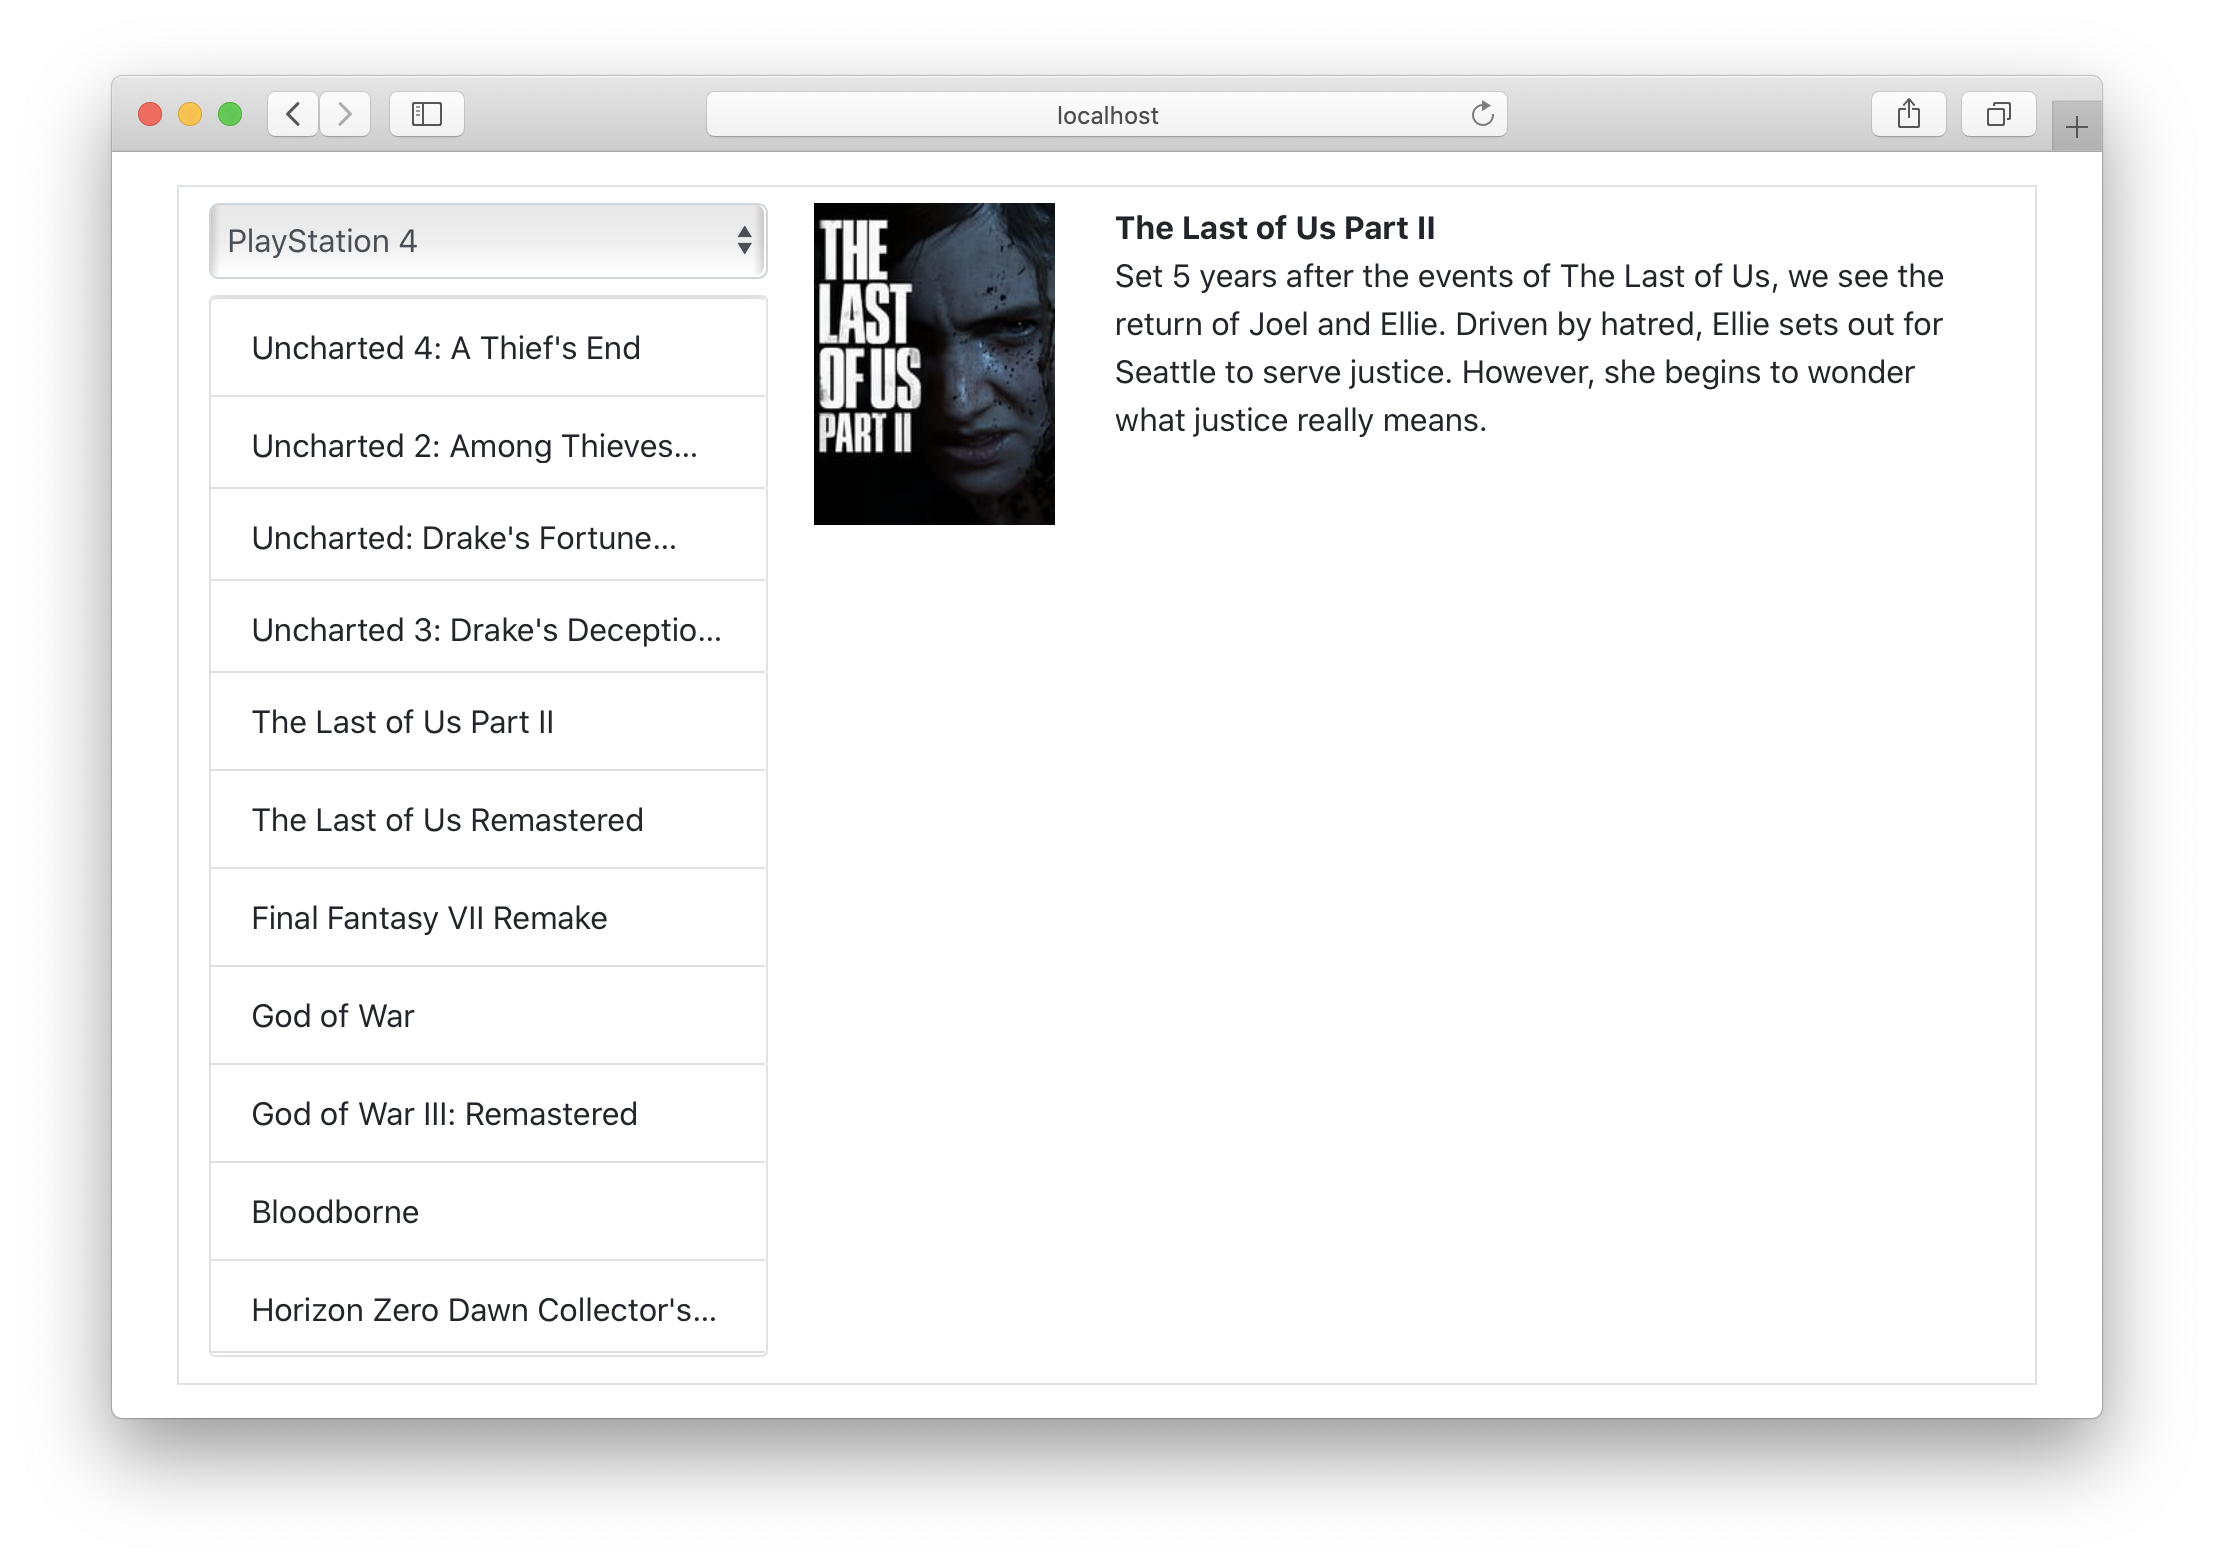 localhost
PlayStation 4
Uncharted 4: A Thief's End
Uncharted 2: Among Thieves...
Uncharted: Drake's Fortune...
Uncharted 3: Drake's Deceptio...
The Last of Us Part II
The Last of Us Remastered
Final Fantasy VII Remake
God of War
God of War III: Remastered
Bloodborne
Horizon Zero Dawn Collector's...
THE
LAST
OF US
PART II
The Last of Us Part II
Set 5 years after the events of The Last of Us, we see the
return of Joel and Ellie. Driven by hatred, Ellie sets out for
Seattle to serve justice. However, she begins to wonder
what justice really means.